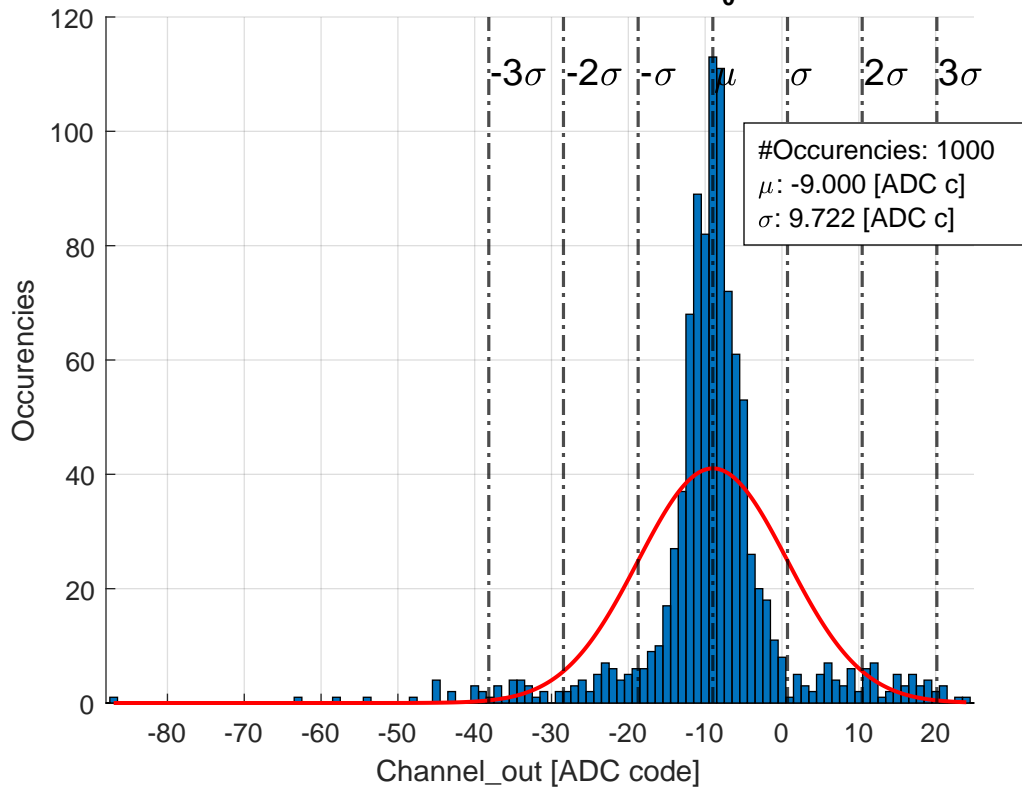 120
100
80
60
40
20
0
-3σ -2σ -σ μ σ 2σ 3σ
#Occurencies: 1000
μ: -9.000 [ADC c]
σ: 9.722 [ADC c]
Occurencies
-80 -70 -60 -50 -40 -30 -20 -10 0 10 20
Channel_out [ADC code]